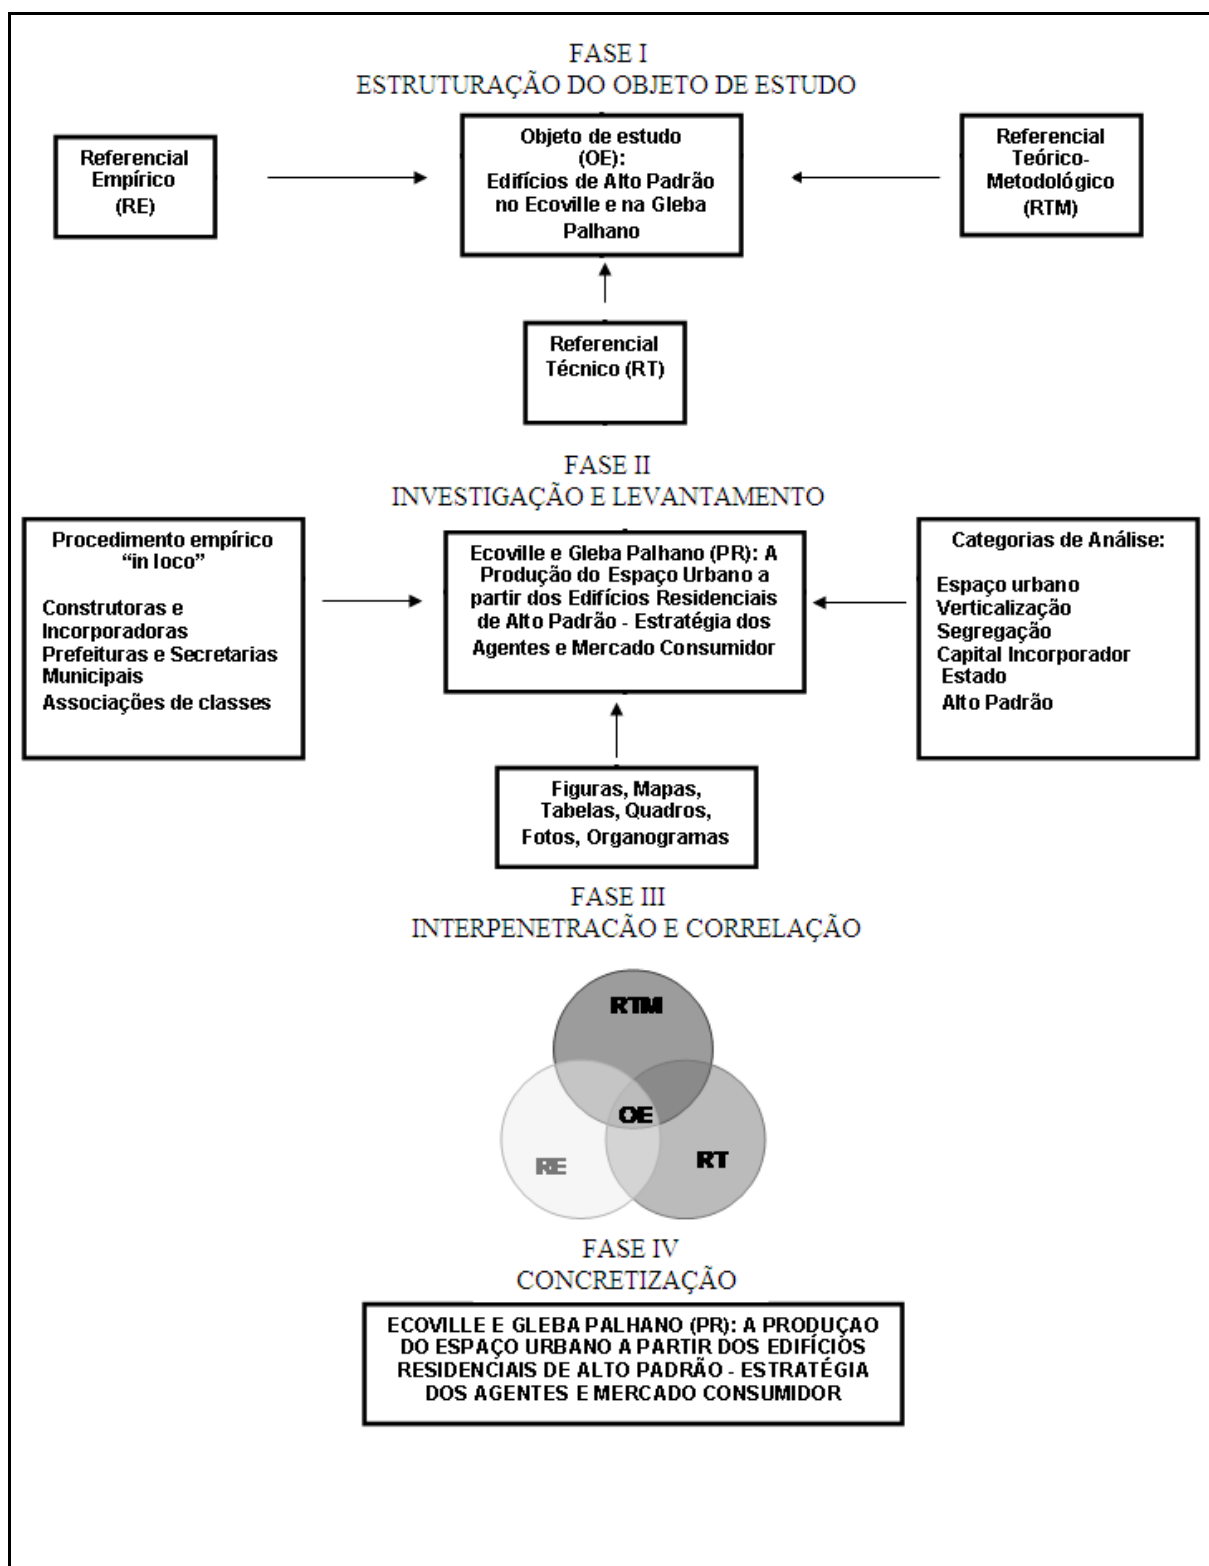 FASE I
ESTRUTURAÇÃO DO OBJETO DE ESTUDO
Referencial
Empírico
(RE)
Objeto de estudo
(OE):
Edifícios de Alto Padrão
no Ecoville e na Gleba
Palhano
Referencial
Teórico-
Metodológico
(RTM)
Referencial
Técnico (RT)
FASE II
INVESTIGAÇÃO E LEVANTAMENTO
Procedimento empírico
“in loco”
Construtoras e
Incorporadoras
Prefeituras e Secretarias
Municipais
Associações de classes
Ecoville e Gleba Palhano (PR): A
Produção do Espaço Urbano a
partir dos Edifícios Residenciais
de Alto Padrão - Estratégia dos
Agentes e Mercado Consumidor
Categorias de Análise:
Espaço urbano
Verticalização
Segregação
Capital Incorporador
Estado
Alto Padrão
Figuras, Mapas,
Tabelas, Quadros,
Fotos, Organogramas
FASE III
INTERPENETRACÃO E CORRELAÇÃO
RTM
OE
RE
RT
FASE IV
CONCRETIZAÇÃO
ECOVILLE E GLEBA PALHANO (PR): A PRODUÇAO
DO ESPAÇO URBANO A PARTIR DOS EDIFÍCIOS
RESIDENCIAIS DE ALTO PADRÃO - ESTRATÉGIA
DOS AGENTES E MERCADO CONSUMIDOR